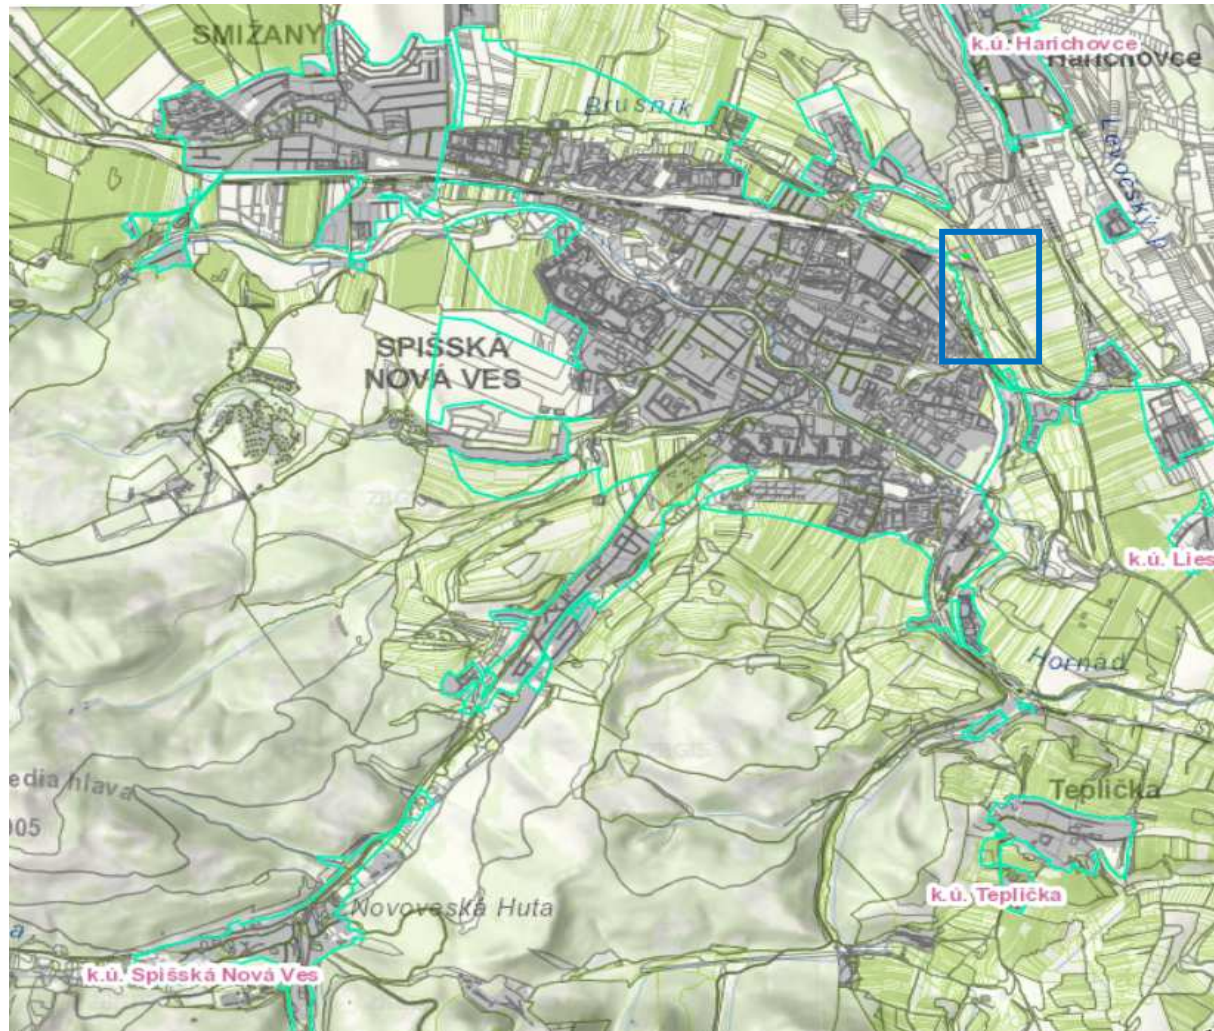 SMIŽANY
k.ú. Harichovce
Harichovce
Brusník
Levočský p
SPIŠSKÁ
NOVÁ VES
k.ú. Lies
Hornád
edia hlava
005
Teplička
k.ú. Teplička
Novoveská Huta
a
k.ú. Spišská Nová Ves